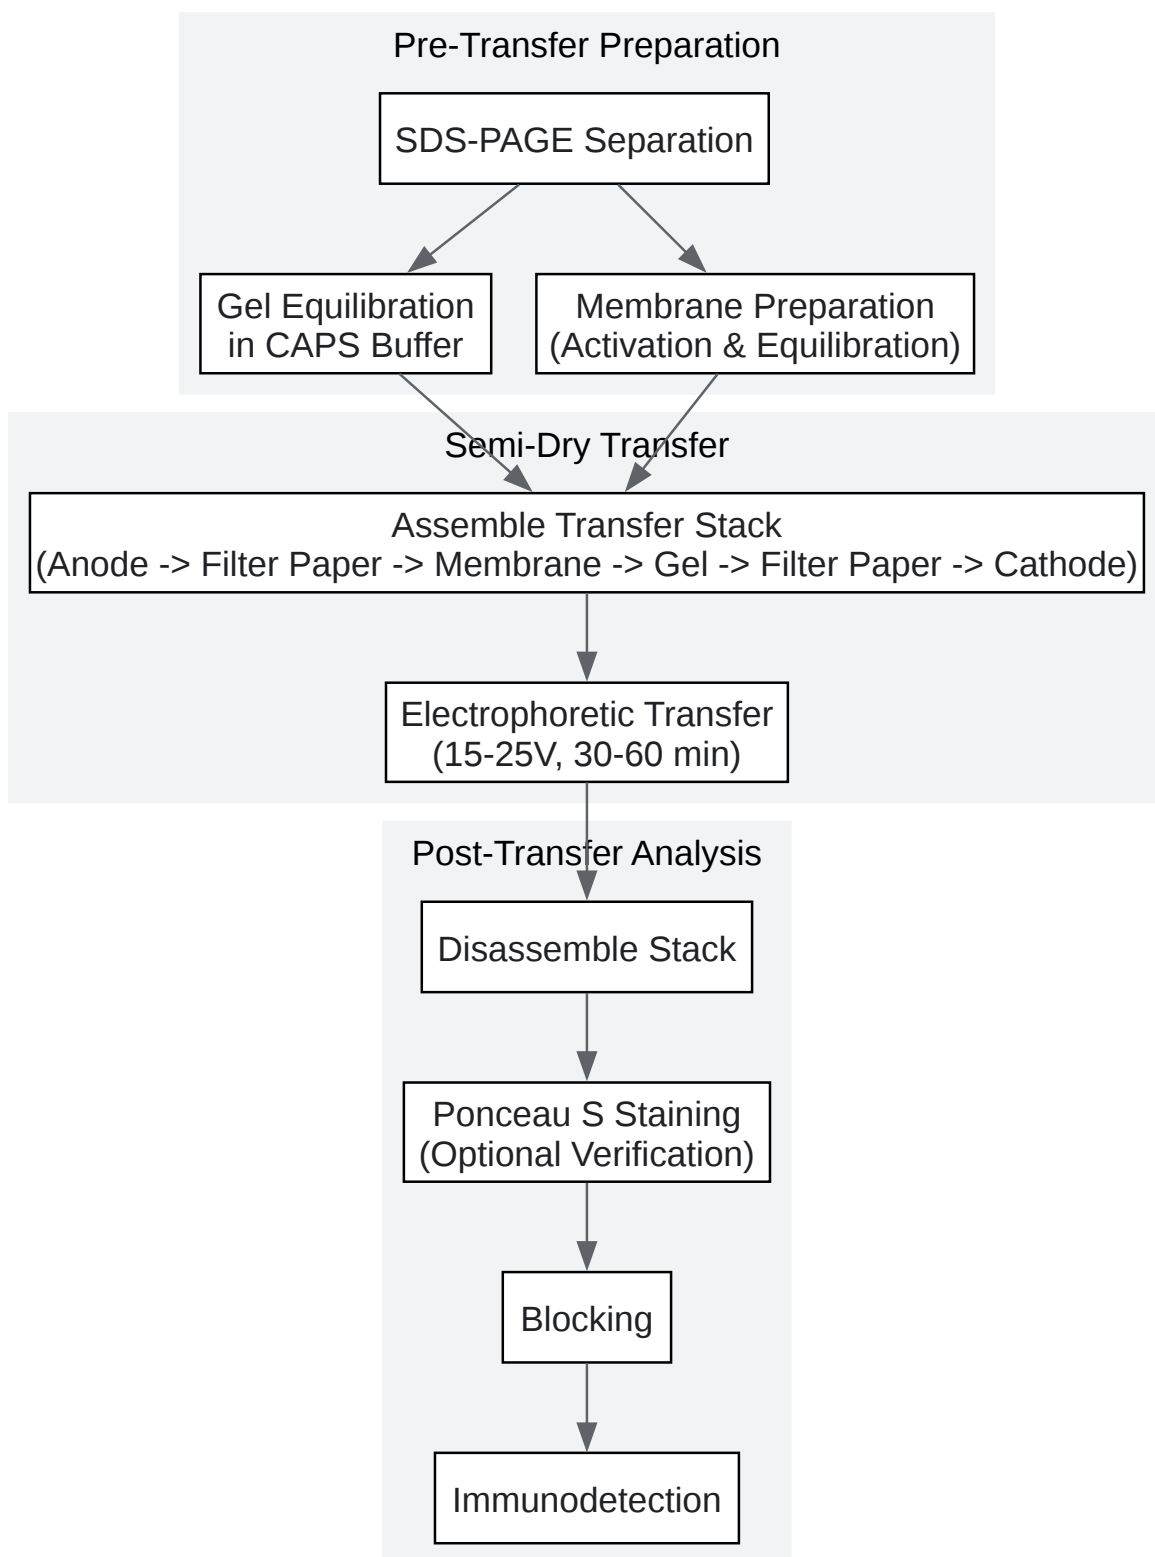 Pre-Transfer Preparation
SDS-PAGE Separation
Gel Equilibration
in CAPS Buffer
Membrane Preparation
(Activation & Equilibration)
Semi-Dry Transfer
Assemble Transfer Stack
(Anode -> Filter Paper -> Membrane -> Gel -> Filter Paper -> Cathode)
Electrophoretic Transfer
(15-25V, 30-60 min)
Post-Transfer Analysis
Disassemble Stack
Ponceau S Staining
(Optional Verification)
Blocking
Immunodetection